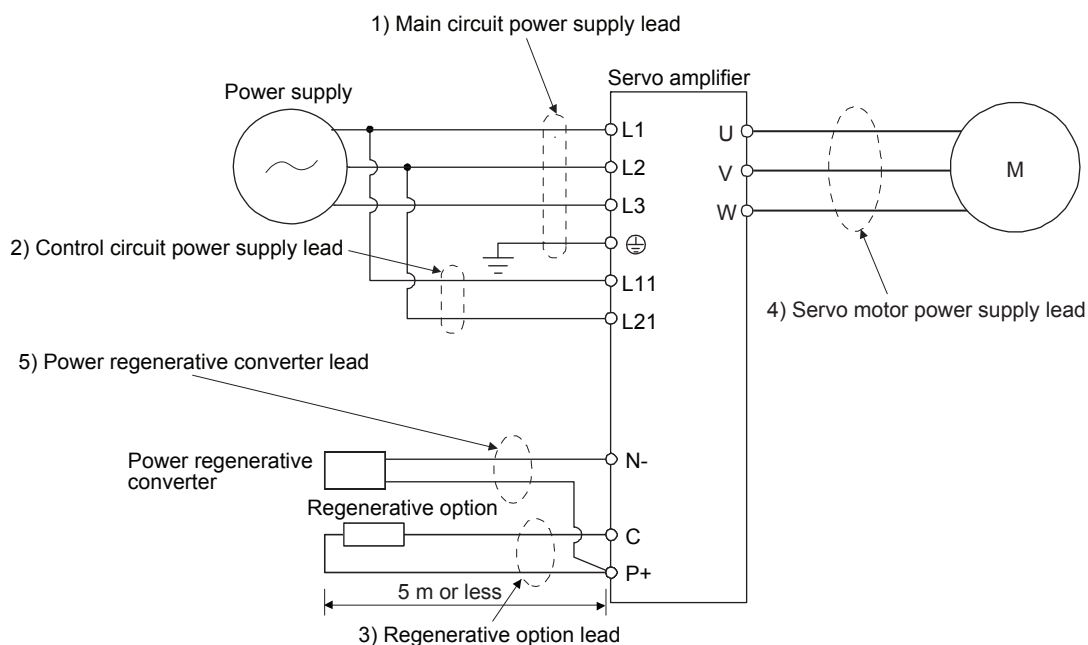 1) Main circuit power supply lead
Servo amplifier
Power supply
L1
U
L2
V
M
L3
W
2) Control circuit power supply lead
L11
4) Servo motor power supply lead
L21
5) Power regenerative converter lead
Power regenerative
converter
N-
Regenerative option
C
P+
5 m or less
3) Regenerative option lead